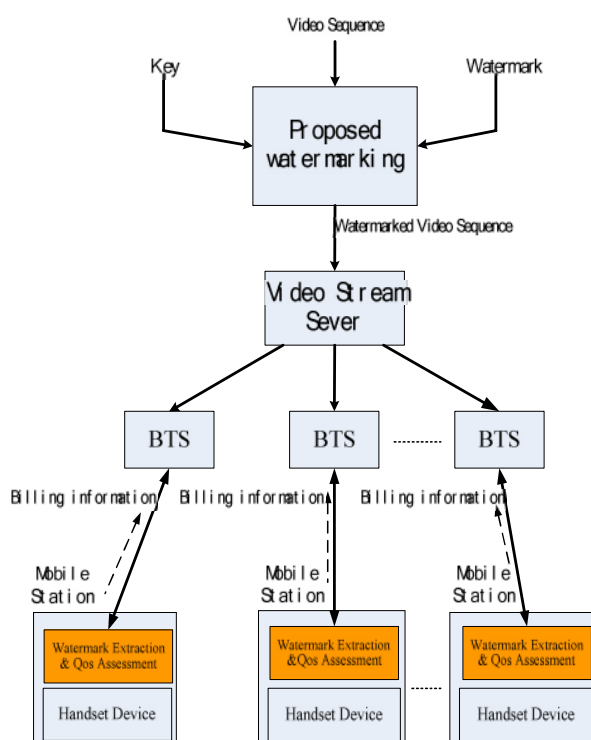 Video Sequence
Key
Watermark
Proposed
watermarking
Watermarked Video Sequence
Video Stream
Sever
BTS
BTS
BTS
Billing information
Billing information
Billing information
Mobile
Station
Mobile
Station
Mobile
Station
Watermark Extraction
& Qos Assessment
Watermark Extraction
&Qos Assessment
Watermark Extraction
& Qos Assessment
Handset Device
Handset Device
Handset Device